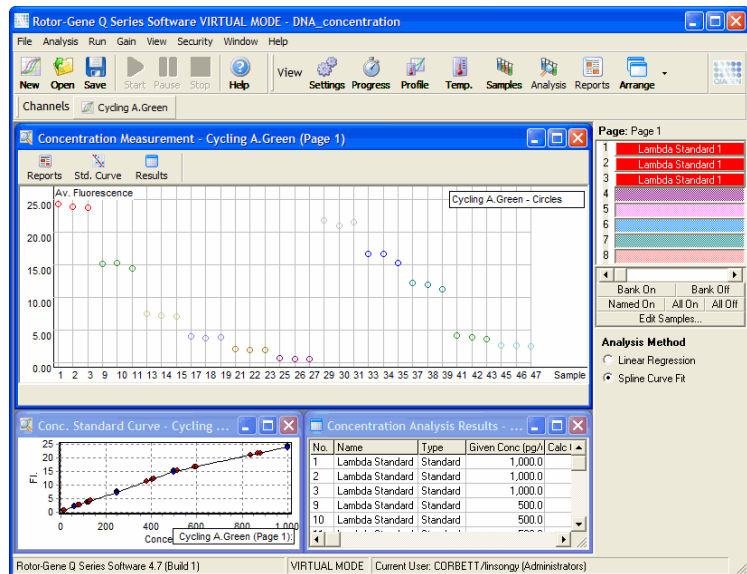 Rotor-Gene Q Series Software VIRTUAL MODE - DNA_concentration
File Analysis Run Gain View Security Window Help
New Open Save Start Pause Stop Help View Settings Progress Profile Temp. Samples Analysis Reports Arrange
QIAGEN
Channels Cycling A.Green
Concentration Measurement - Cycling A.Green (Page 1)
Reports Std. Curve Results
Av. Fluorescence
Cycling A.Green - Circles
25.00
20.00
15.00
10.00
5.00
0.00
1 2 3 9 10 11 13 14 15 17 18 19 21 22 23 25 26 27 29 30 31 33 34 35 37 38 39 41 42 43 45 46 47 Sample
Page: Page 1
1 Lambda Standard 1
2 Lambda Standard 1
3 Lambda Standard 1
4
5
6
7
8
Bank On Bank Off
Named On All On All Off
Edit Samples...
Analysis Method
Linear Regression
Spline Curve Fit
Conc. Standard Curve - Cycling ...
25
20
15
10
5
0
Fl.
0 200 400 600 800 1,000
Conce
Cycling A.Green (Page 1):
Concentration Analysis Results - ...
No. Name Type Given Conc (pg/ Calc
1 Lambda Standard Standard 1,000.0
2 Lambda Standard Standard 1,000.0
3 Lambda Standard Standard 1,000.0
9 Lambda Standard Standard 500.0
10 Lambda Standard Standard 500.0
Rotor-Gene Q Series Software 4.7 (Build 1) VIRTUAL MODE Current User: CORBETT/linsongy (Administrators)